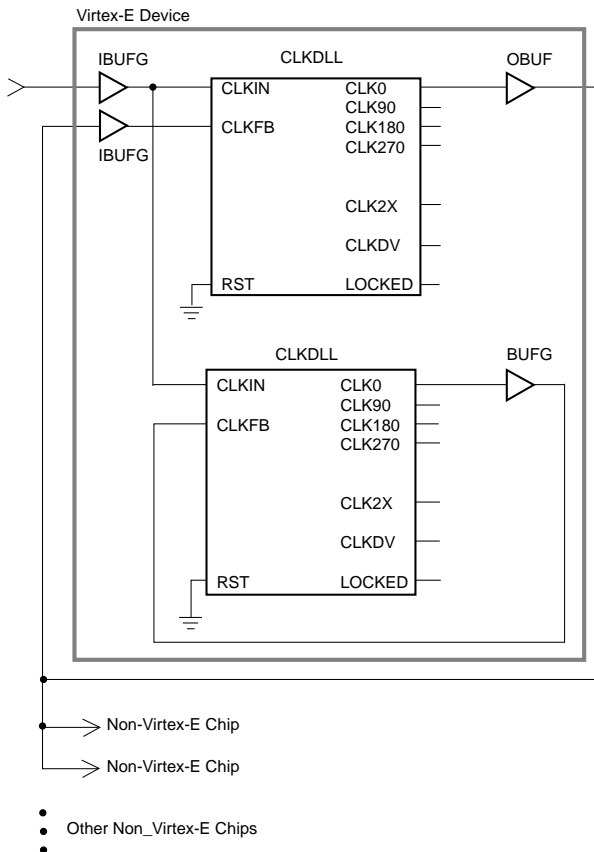 Virtex-E Device
IBUFG
CLKDLL
OBUF
CLKIN
CLK0
CLK90
CLKFB
CLK180
IBUFG
CLK270
CLK2X
CLKDV
RST
LOCKED
CLKDLL
BUFG
CLKIN
CLK0
CLK90
CLKFB
CLK180
CLK270
CLK2X
CLKDV
RST
LOCKED
Non-Virtex-E Chip
Non-Virtex-E Chip
Other Non_Virtex-E Chips